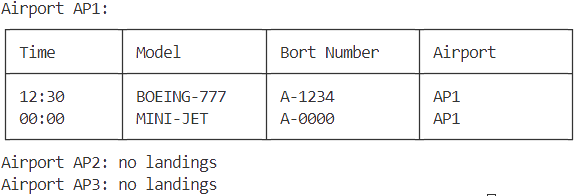 Airport AP1:
Time Model Bort Number Airport
12:30 BOEING-777 A-1234 AP1
00:00 MINI-JET A-0000 AP1
Airport AP2: no landings
Airport AP3: no landings